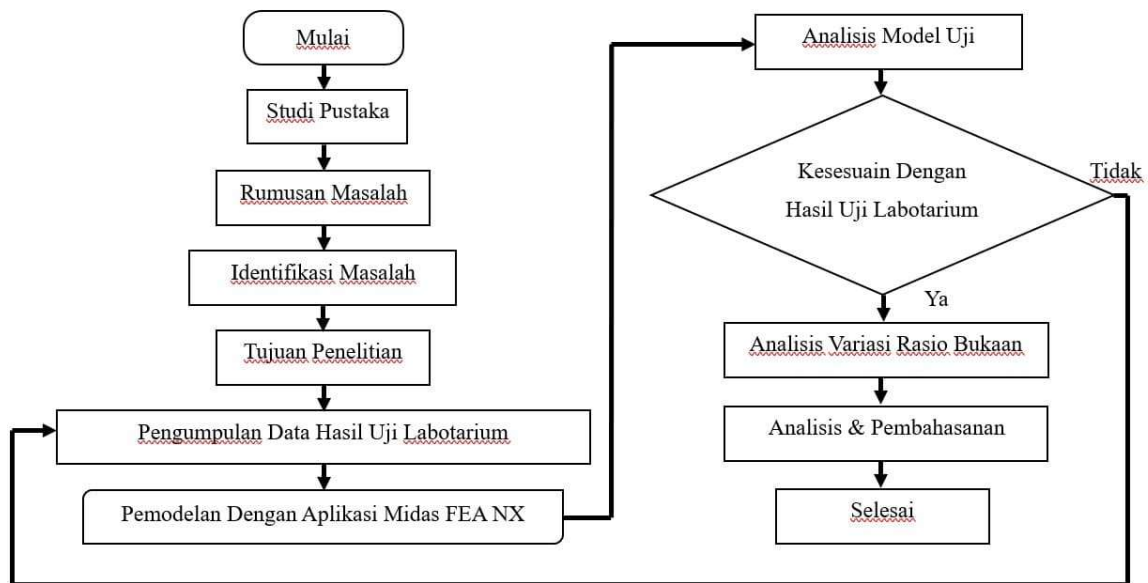 Mulai
Studi Pustaka
Rumusan Masalah
Identifikasi Masalah
Tujuan Penelitian
Pengumpulan Data Hasil Uji Labotarium
Pemodelan Dengan Aplikasi Midas FEA NX
Analisis Model Uji
Kesesuain Dengan
Hasil Uji Labotarium
Tidak
Ya
Analisis Variasi Rasio Bukaan
Analisis & Pembahasanan
Selesai